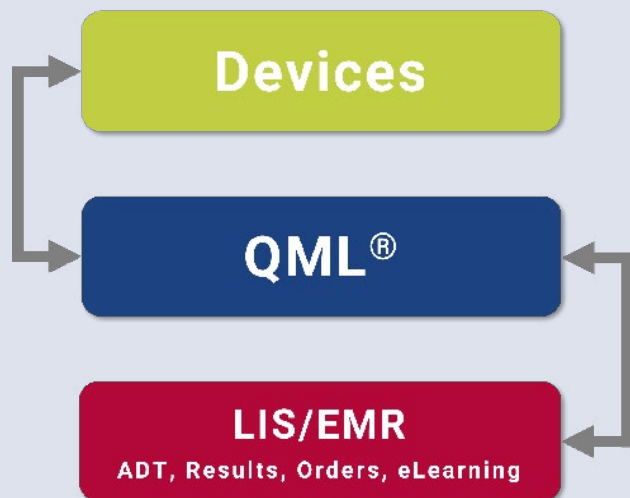 Devices
QML®
LIS/EMR
ADT, Results, Orders, eLearning